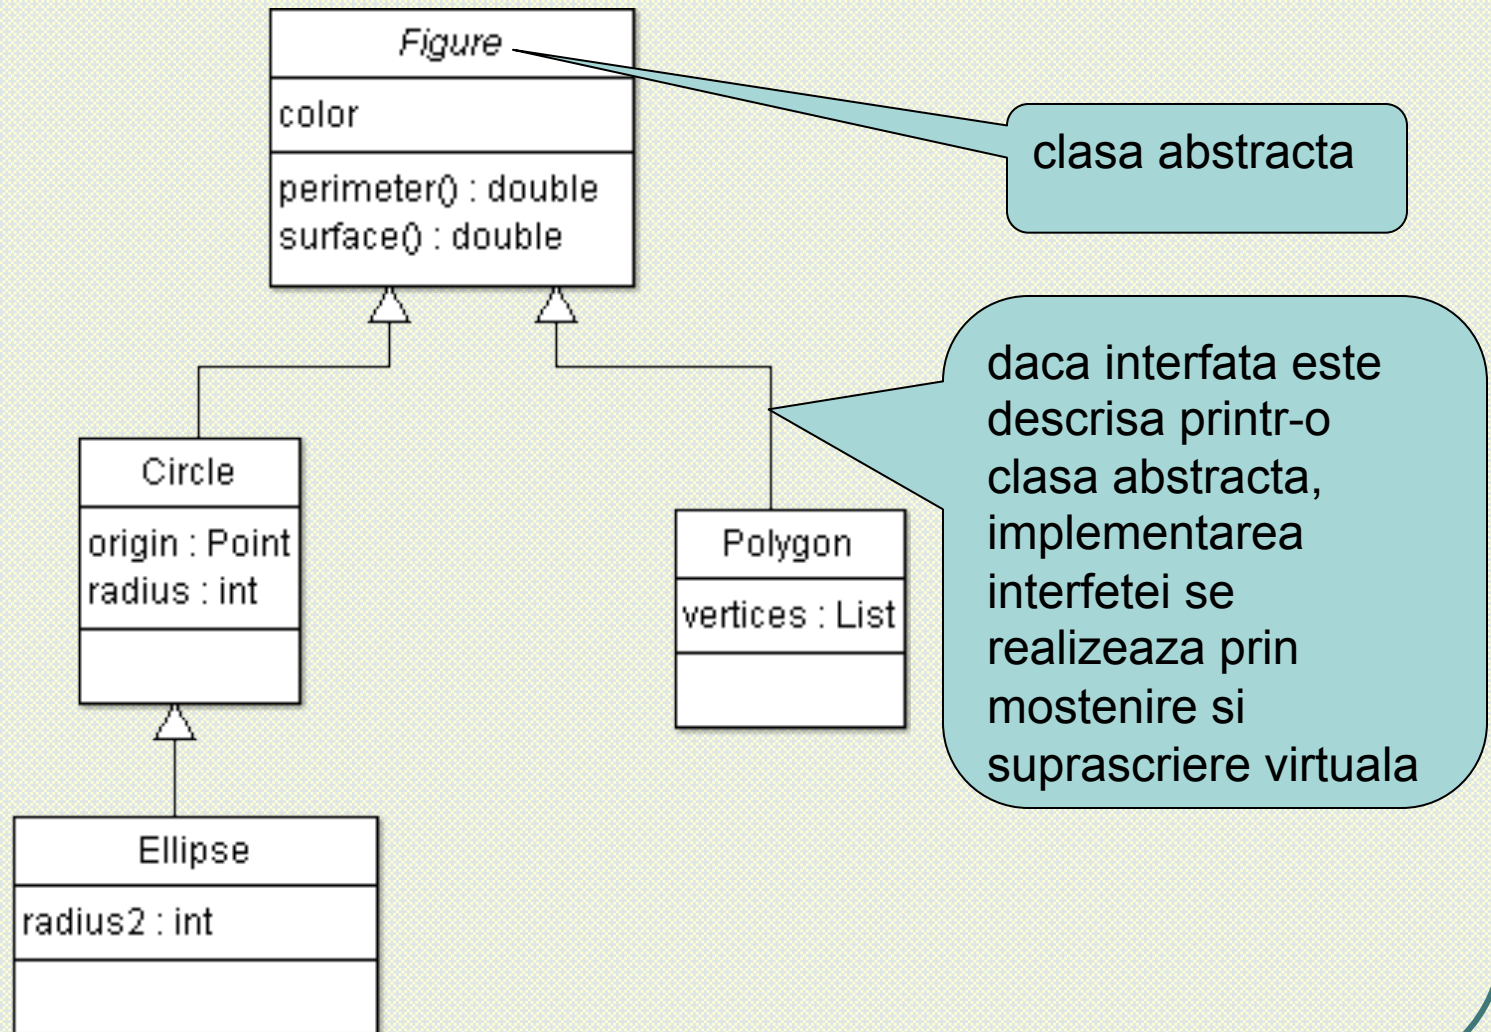 Figure
color
perimeter() : double
surface() : double
clasa abstracta
daca interfata este
descrisa printr-o
clasa abstracta,
implementarea
interfetei se
realizeaza prin
mostenire si
suprascriere virtuala
Circle
origin : Point
radius : int
Polygon
vertices : List
Ellipse
radius2 : int